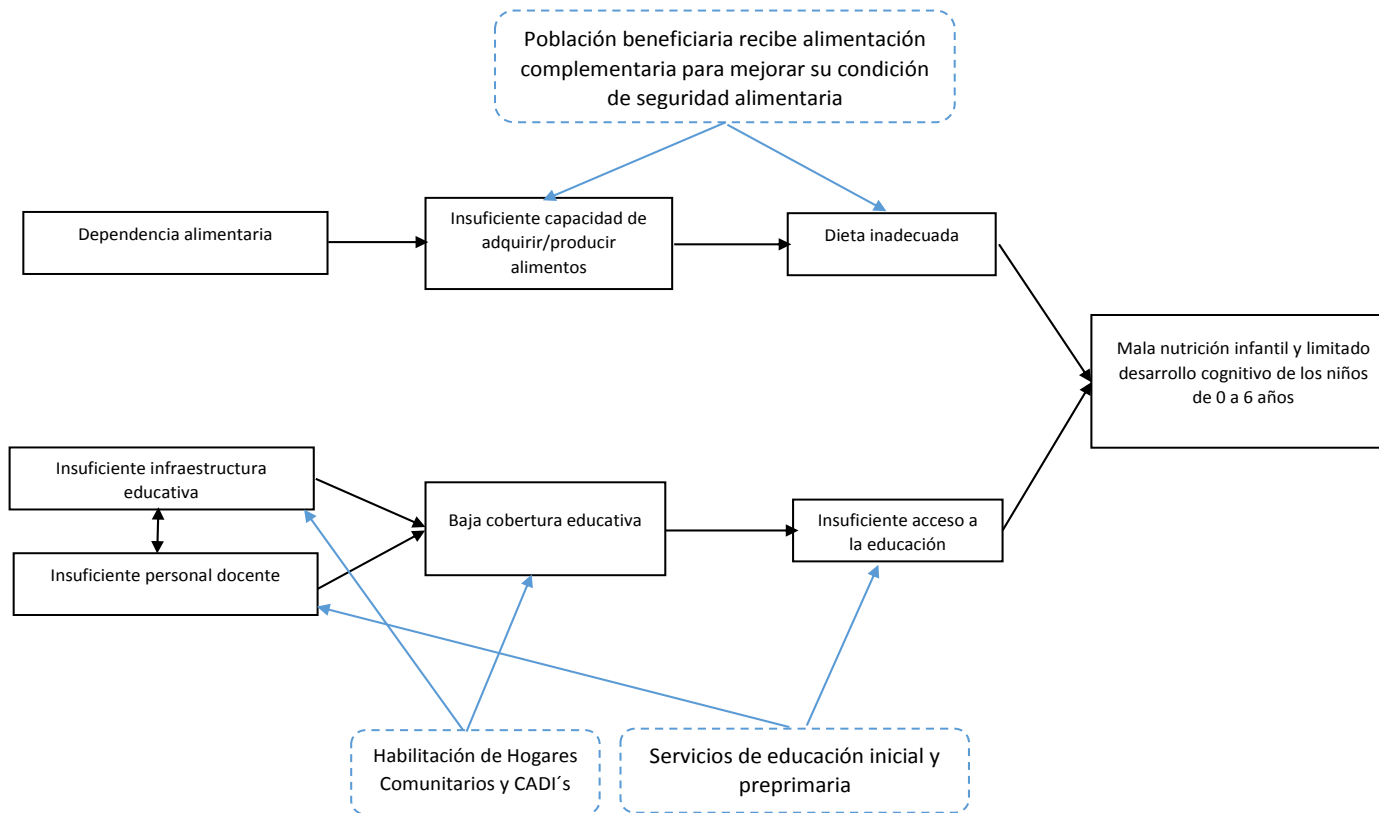 Población beneficiaria recibe alimentación
complementaria para mejorar su condición
de seguridad alimentaria
Dependencia alimentaria
Insuficiente capacidad de
adquirir/producir
alimentos
Dieta inadecuada
Mala nutrición infantil y limitado
desarrollo cognitivo de los niños
de 0 a 6 años
Insuficiente infraestructura
educativa
Insuficiente personal docente
Baja cobertura educativa
Insuficiente acceso a
la educación
Habilitación de Hogares
Comunitarios y CADI´s
Servicios de educación inicial y
preprimaria